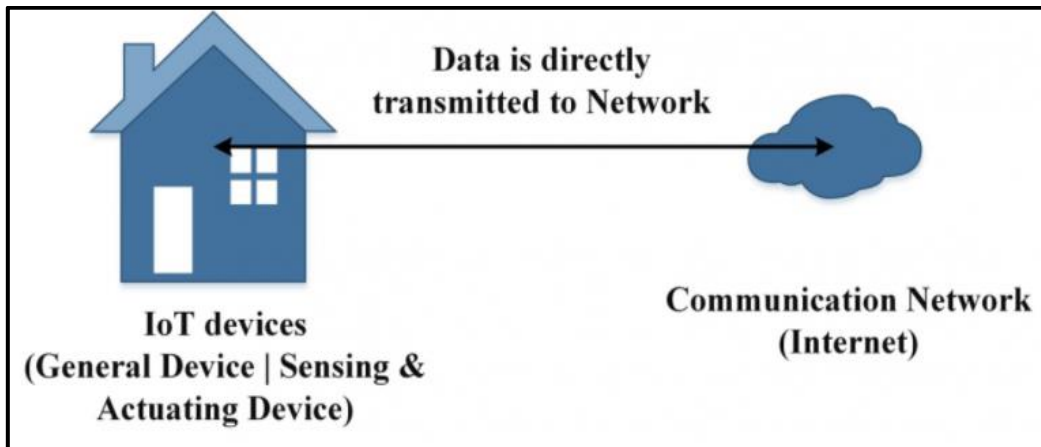 Data is directly
transmitted to Network
IoT devices
(General Device | Sensing &
Actuating Device)
Communication Network
(Internet)